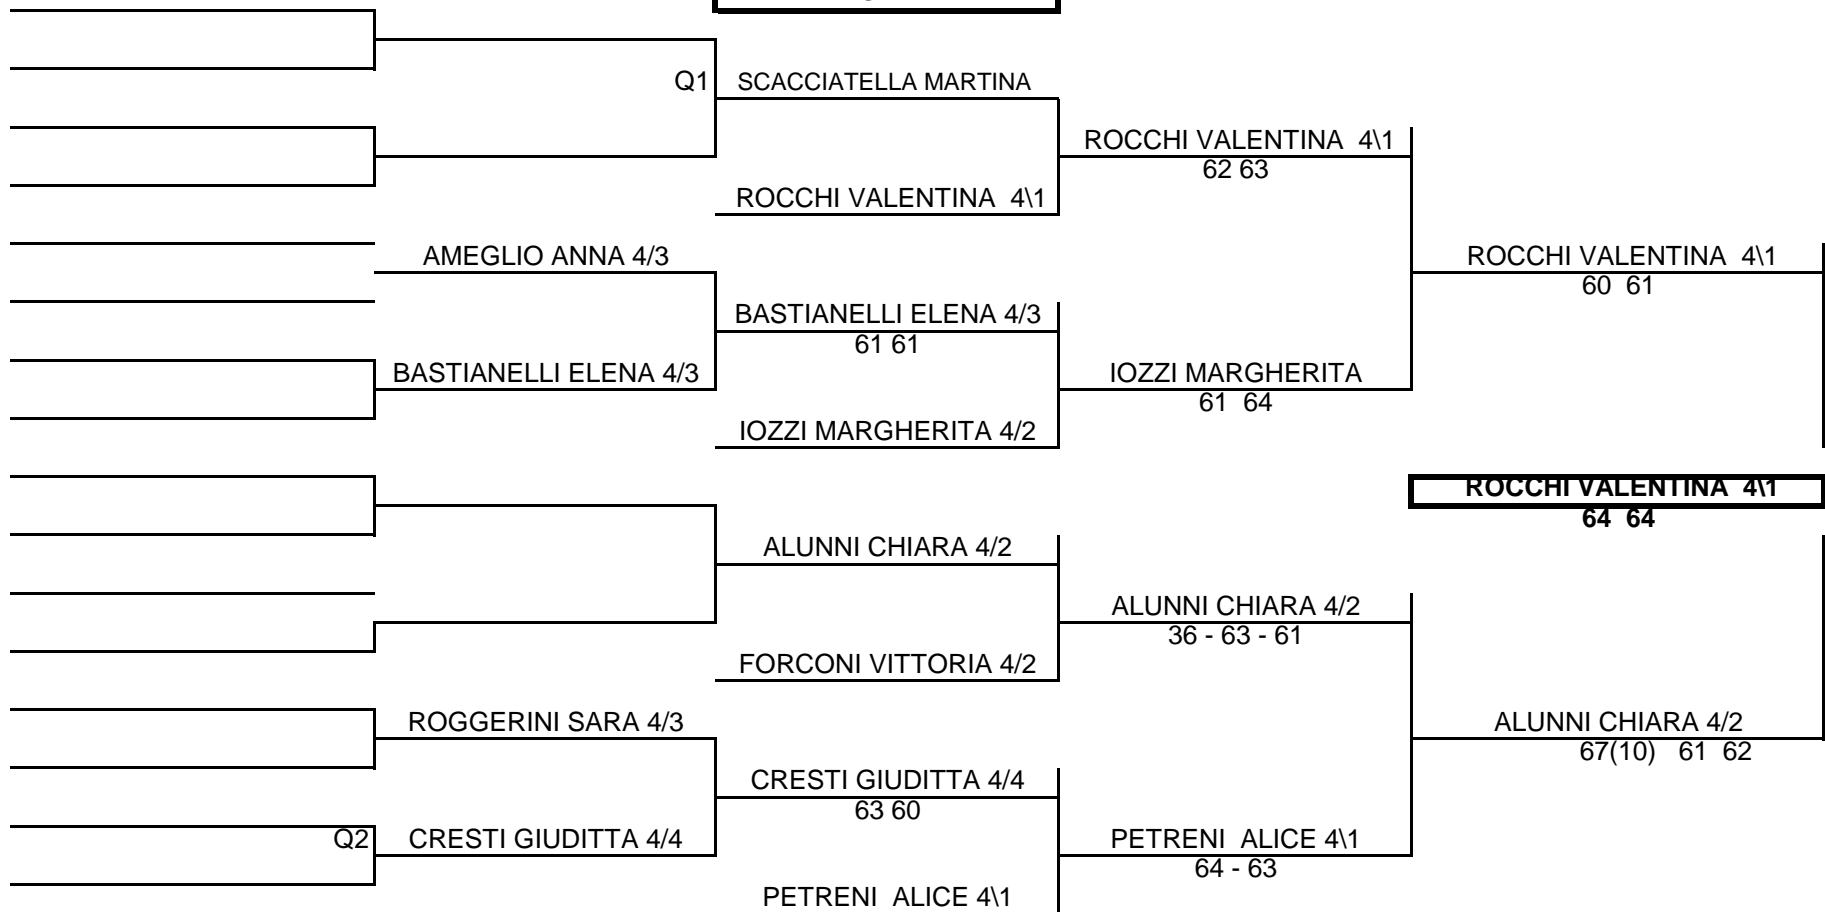 Q1 SCACCIATELLA MARTINA
ROCCHI VALENTINA 4\1
62 63
ROCCHI VALENTINA 4\1
AMEGLIO ANNA 4/3
ROCCHI VALENTINA 4\1
60 61
BASTIANELLI ELENA 4/3
61 61
BASTIANELLI ELENA 4/3
IOZZI MARGHERITA
61 64
IOZZI MARGHERITA 4/2
ROCCHI VALENTINA 4\1
64 64
ALUNNI CHIARA 4/2
ALUNNI CHIARA 4/2
36 - 63 - 61
FORCONI VITTORIA 4/2
ROGGERINI SARA 4/3
ALUNNI CHIARA 4/2
67(10) 61 62
CRESTI GIUDITTA 4/4
63 60
Q2 CRESTI GIUDITTA 4/4
PETRENI ALICE 4\1
64 - 63
PETRENI ALICE 4\1